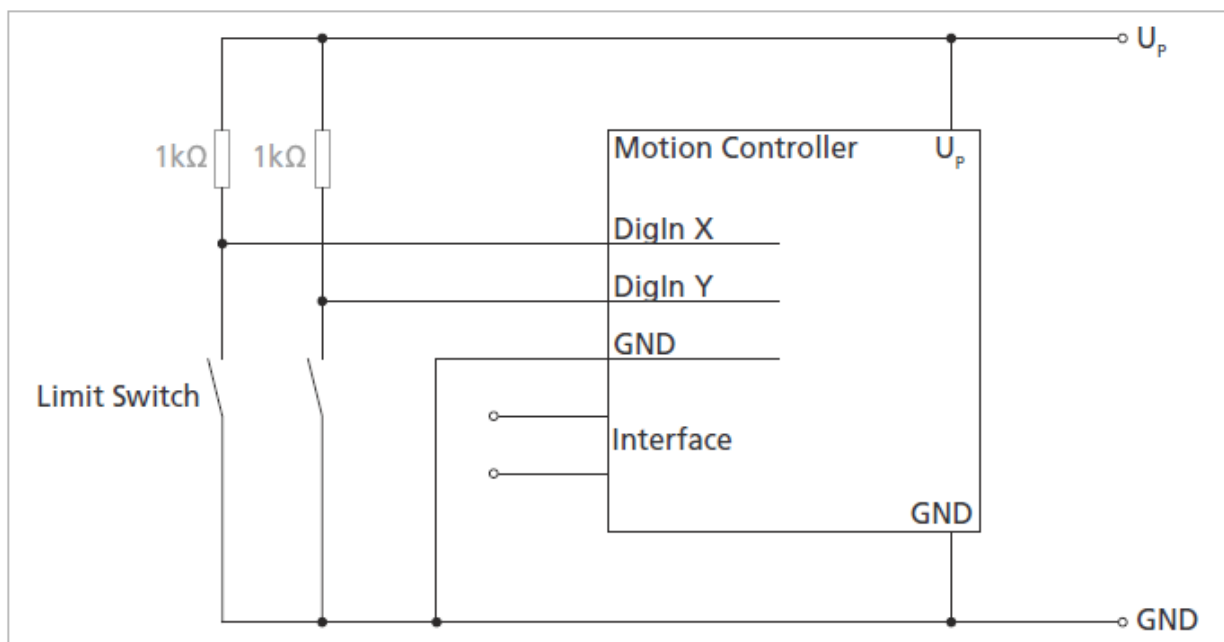 U_P
1kΩ
1kΩ
Motion Controller
U_P
DigIn X
DigIn Y
GND
Limit Switch
Interface
GND
GND